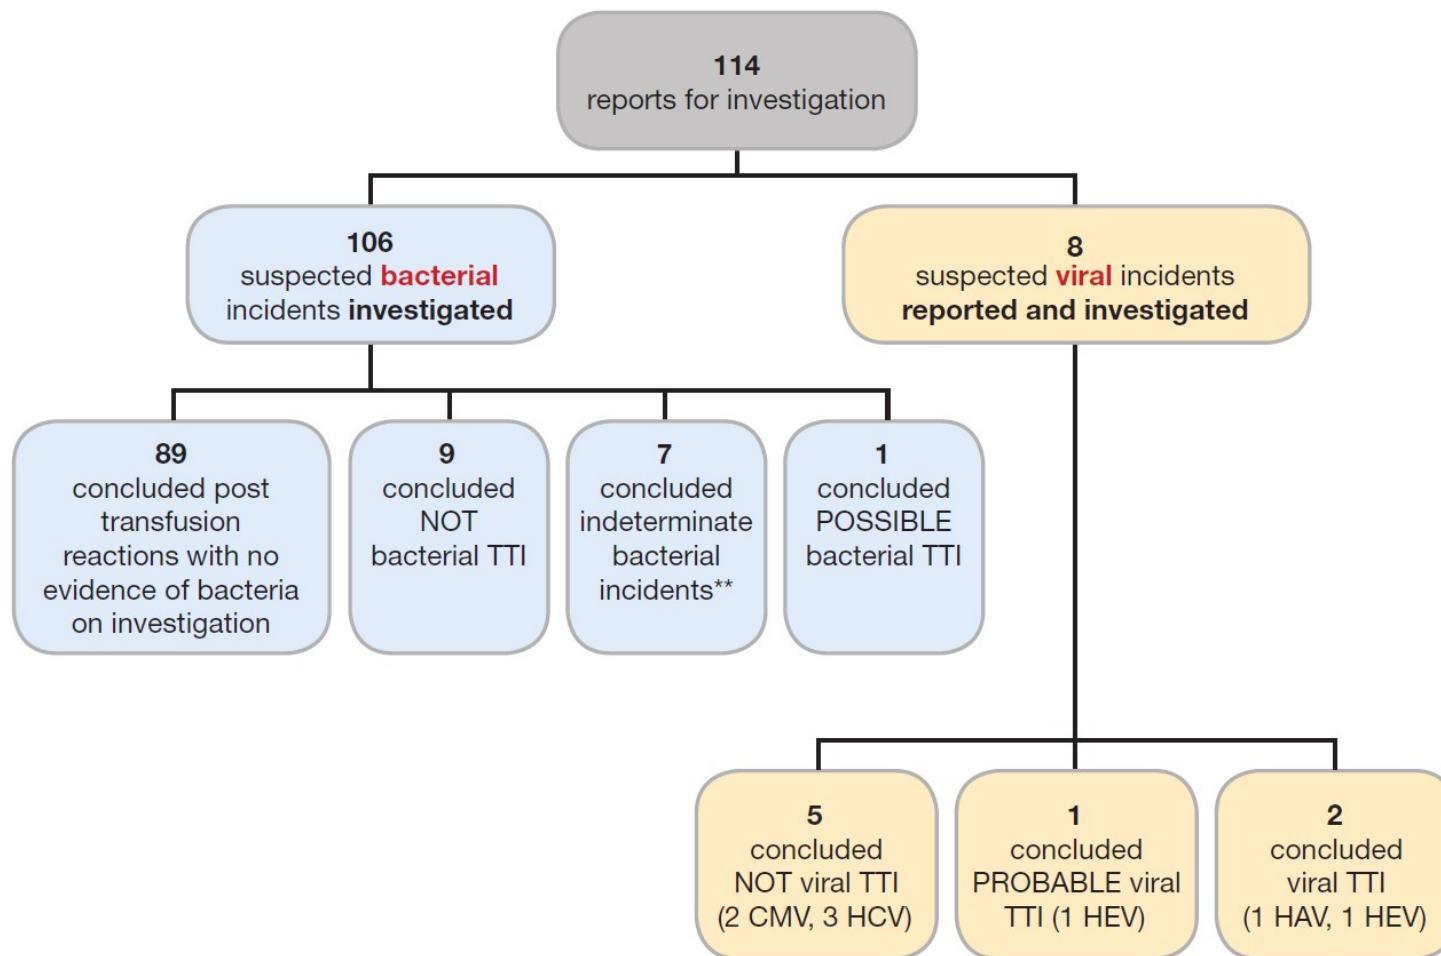 114
reports for investigation
106
suspected bacterial
incidents investigated
8
suspected viral incidents
reported and investigated
89
concluded post
transfusion
reactions with no
evidence of bacteria
on investigation
9
concluded
NOT
bacterial TTI
7
concluded
indeterminate
bacterial
incidents**
1
concluded
POSSIBLE
bacterial TTI
5
concluded
NOT viral TTI
(2 CMV, 3 HCV)
1
concluded
PROBABLE viral
TTI (1 HEV)
2
concluded
viral TTI
(1 HAV, 1 HEV)